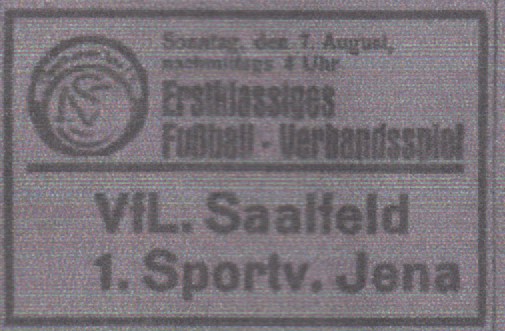 Sonntag, den 7. August,
nachmittags 4 Uhr
Erstklassiges
Fußball - Verbandsspiel
VfL. Saalfeld
1. Sportv. Jena